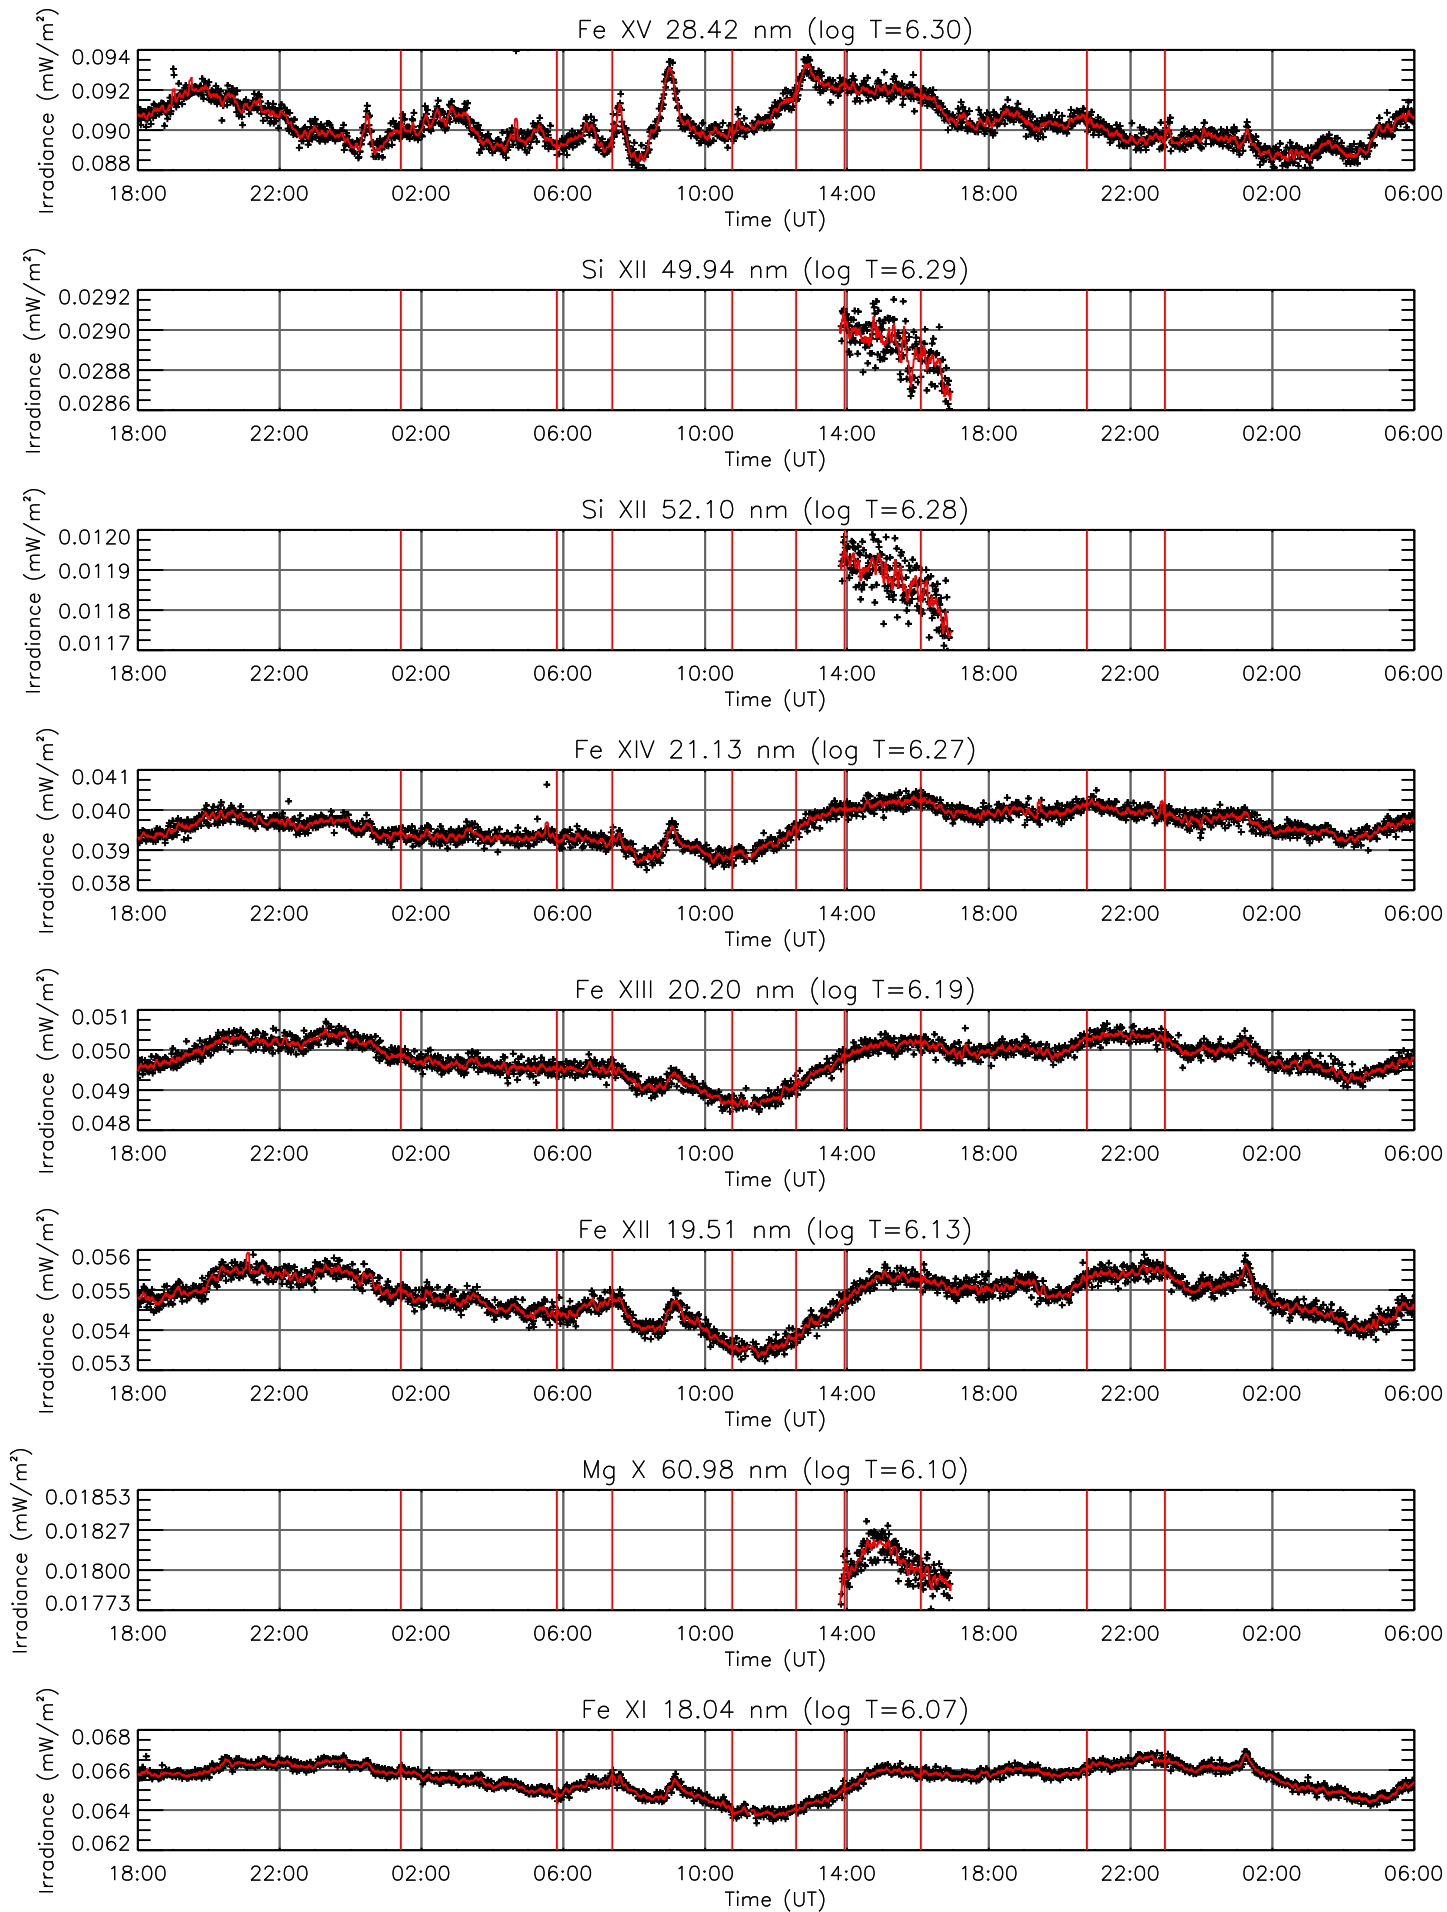 Fe XV 28.42 nm (log T=6.30)
Irradiance (mW/m²)
0.094
0.092
0.090
0.088
18:00 22:00 02:00 06:00 10:00 14:00 18:00 22:00 02:00 06:00
Time (UT)
Si XII 49.94 nm (log T=6.29)
Irradiance (mW/m²)
0.0292
0.0290
0.0288
0.0286
18:00 22:00 02:00 06:00 10:00 14:00 18:00 22:00 02:00 06:00
Time (UT)
Si XII 52.10 nm (log T=6.28)
Irradiance (mW/m²)
0.0120
0.0119
0.0118
0.0117
18:00 22:00 02:00 06:00 10:00 14:00 18:00 22:00 02:00 06:00
Time (UT)
Fe XIV 21.13 nm (log T=6.27)
Irradiance (mW/m²)
0.041
0.040
0.039
0.038
18:00 22:00 02:00 06:00 10:00 14:00 18:00 22:00 02:00 06:00
Time (UT)
Fe XIII 20.20 nm (log T=6.19)
Irradiance (mW/m²)
0.051
0.050
0.049
0.048
18:00 22:00 02:00 06:00 10:00 14:00 18:00 22:00 02:00 06:00
Time (UT)
Fe XII 19.51 nm (log T=6.13)
Irradiance (mW/m²)
0.056
0.055
0.054
0.053
18:00 22:00 02:00 06:00 10:00 14:00 18:00 22:00 02:00 06:00
Time (UT)
Mg X 60.98 nm (log T=6.10)
Irradiance (mW/m²)
0.01853
0.01827
0.01800
0.01773
18:00 22:00 02:00 06:00 10:00 14:00 18:00 22:00 02:00 06:00
Time (UT)
Fe XI 18.04 nm (log T=6.07)
Irradiance (mW/m²)
0.068
0.066
0.064
0.062
18:00 22:00 02:00 06:00 10:00 14:00 18:00 22:00 02:00 06:00
Time (UT)